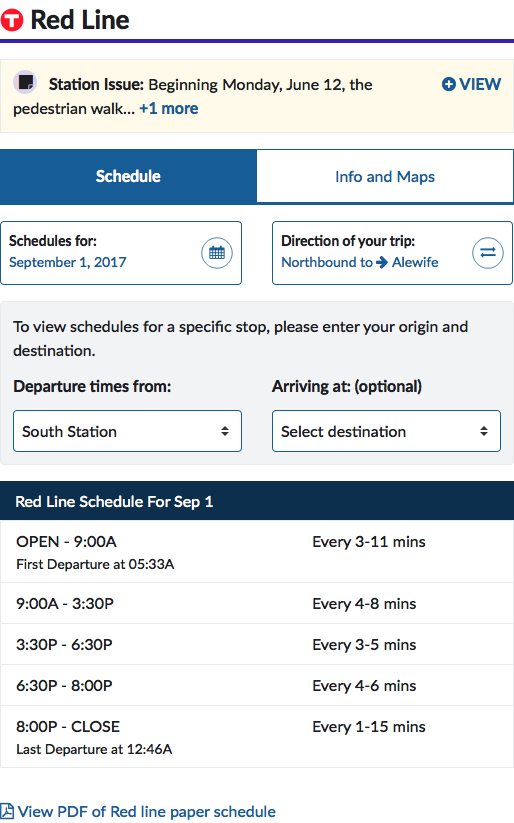 T Red Line
Station Issue: Beginning Monday, June 12, the
pedestrian walk... +1 more
VIEW
Schedule
Info and Maps
Schedules for:
September 1, 2017
Direction of your trip:
Northbound to → Alewife
To view schedules for a specific stop, please enter your origin and
destination.
Departure times from:
Arriving at: (optional)
South Station
Select destination
Red Line Schedule For Sep 1
OPEN - 9:00A Every 3-11 mins
First Departure at 05:33A
9:00A - 3:30P Every 4-8 mins
3:30P - 6:30P Every 3-5 mins
6:30P - 8:00P Every 4-6 mins
8:00P - CLOSE Every 1-15 mins
Last Departure at 12:46A
View PDF of Red line paper schedule